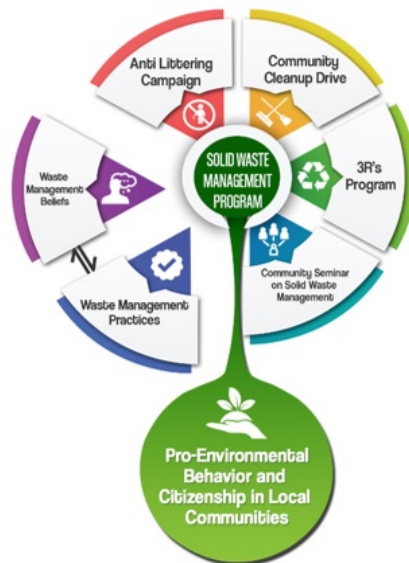 Anti Littering
Campaign
Community
Cleanup Drive
Waste
Management
Beliefs
SOLID WASTE
MANAGEMENT
PROGRAM
3R's
Program
Waste Management
Practices
Community Seminar
on Solid Waste
Management
Pro-Environmental
Behavior and
Citizenship in Local
Communities